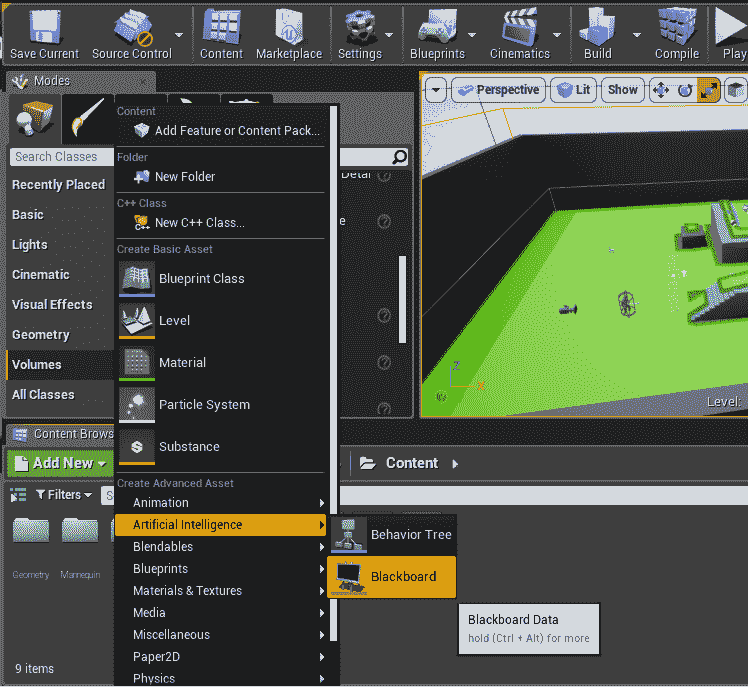 Save Current
Source Control
Content
Marketplace
Settings
Blueprints
Cinematics
Build
Compile
Play
Modes
Search Classes
Recently Placed
Basic
Lights
Cinematic
Visual Effects
Geometry
Volumes
All Classes
Content
Add Feature or Content Pack...
Folder
New Folder
C++ Class
New C++ Class...
Create Basic Asset
Blueprint Class
Level
Material
Particle System
Substance
Create Advanced Asset
Animation
Artificial Intelligence
Blendables
Blueprints
Materials & Textures
Media
Miscellaneous
Paper2D
Physics
Behavior Tree
Blackboard
Blackboard Data
hold (Ctrl + Alt) for more
Perspective
Lit
Show
Z
X
Level:
Content Brows
Add New
Content
Filters
Geometry
Mannequin
9 items